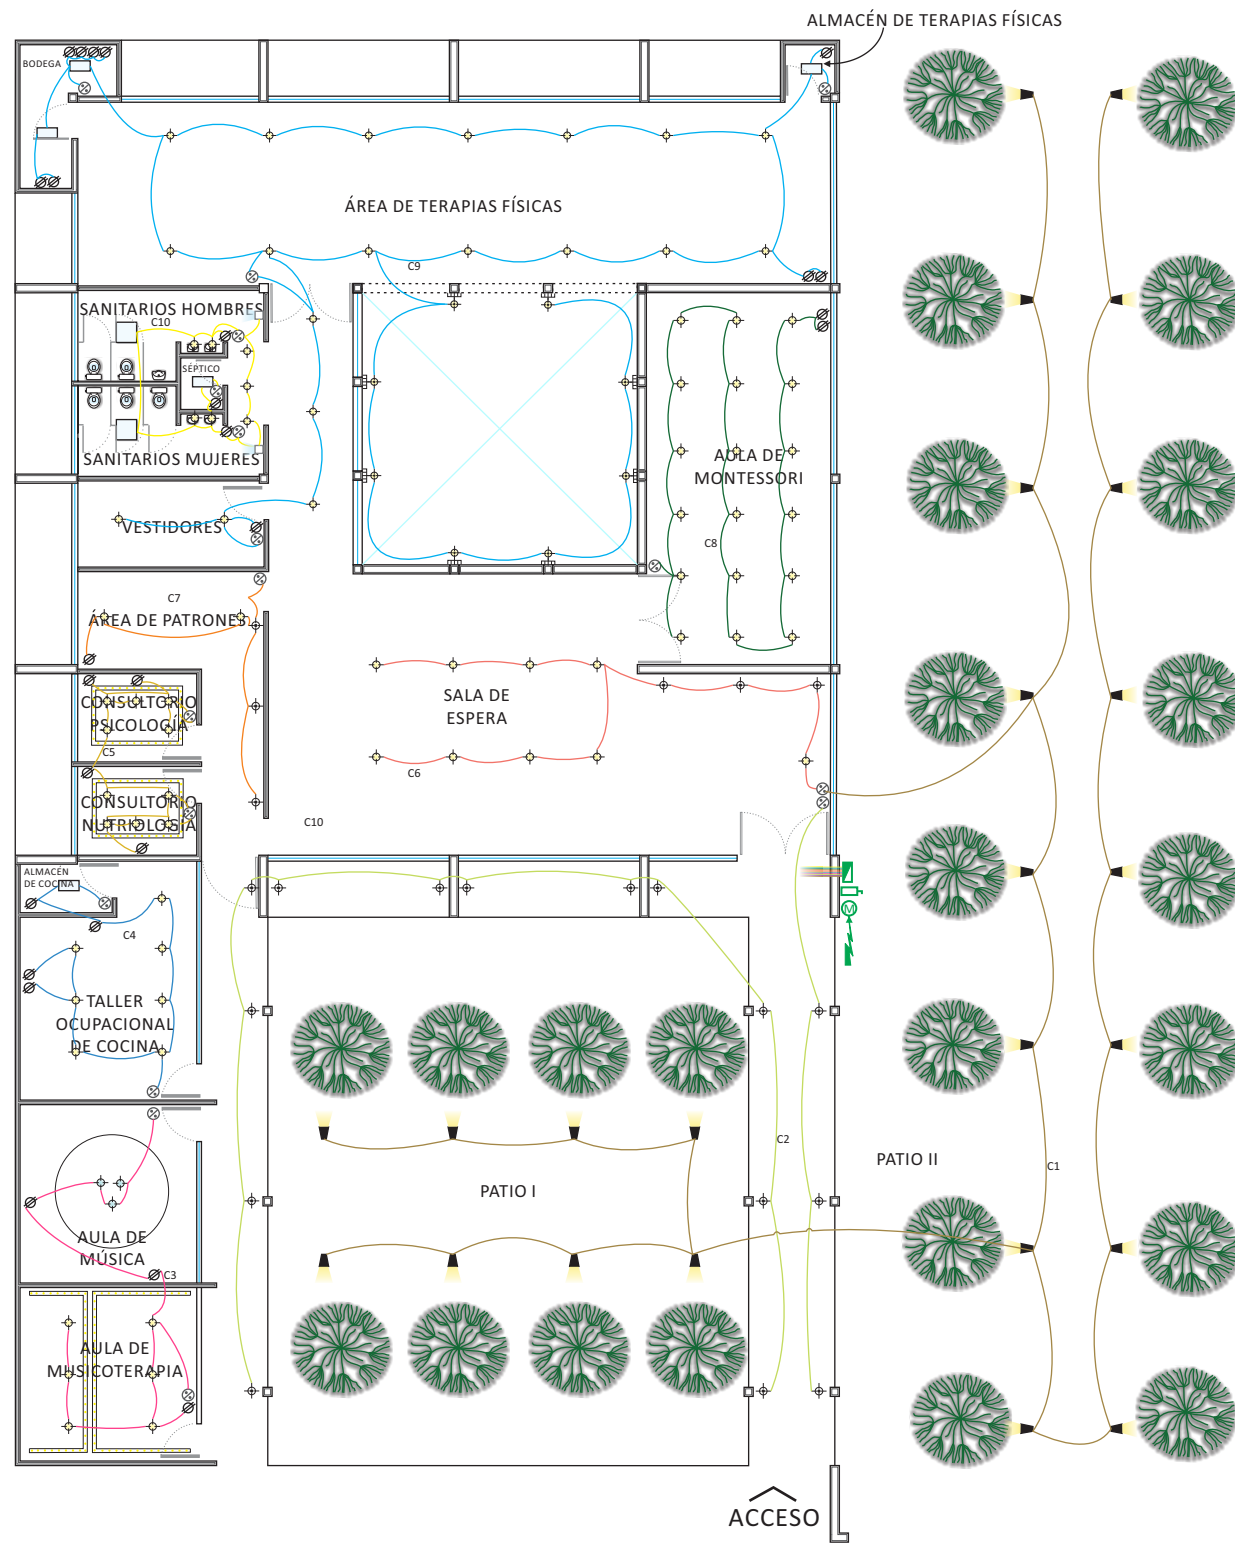 ALMACÉN DE TERAPIAS FÍSICAS
BODEGA
ÁREA DE TERAPIAS FÍSICAS
C9
SANITARIOS HOMBRES
C10
SÉPTICO
SANITARIOS MUJERES
AULA DE
MONTESSORI
VESTIDORES
C8
C7
ÁREA DE PATRONES
SALA DE
ESPERA
CONSULTORIO
PSICOLOGÍA
C5
C6
CONSULTORIO
NUTRIOLOGÍA
C10
ALMACÉN
DE COCINA
M
C4
TALLER
OCUPACIONAL
DE COCINA
C2
PATIO II
C1
PATIO I
AULA DE
MÚSICA
C3
AULA DE
MUSICOTERAPIA
ACCESO